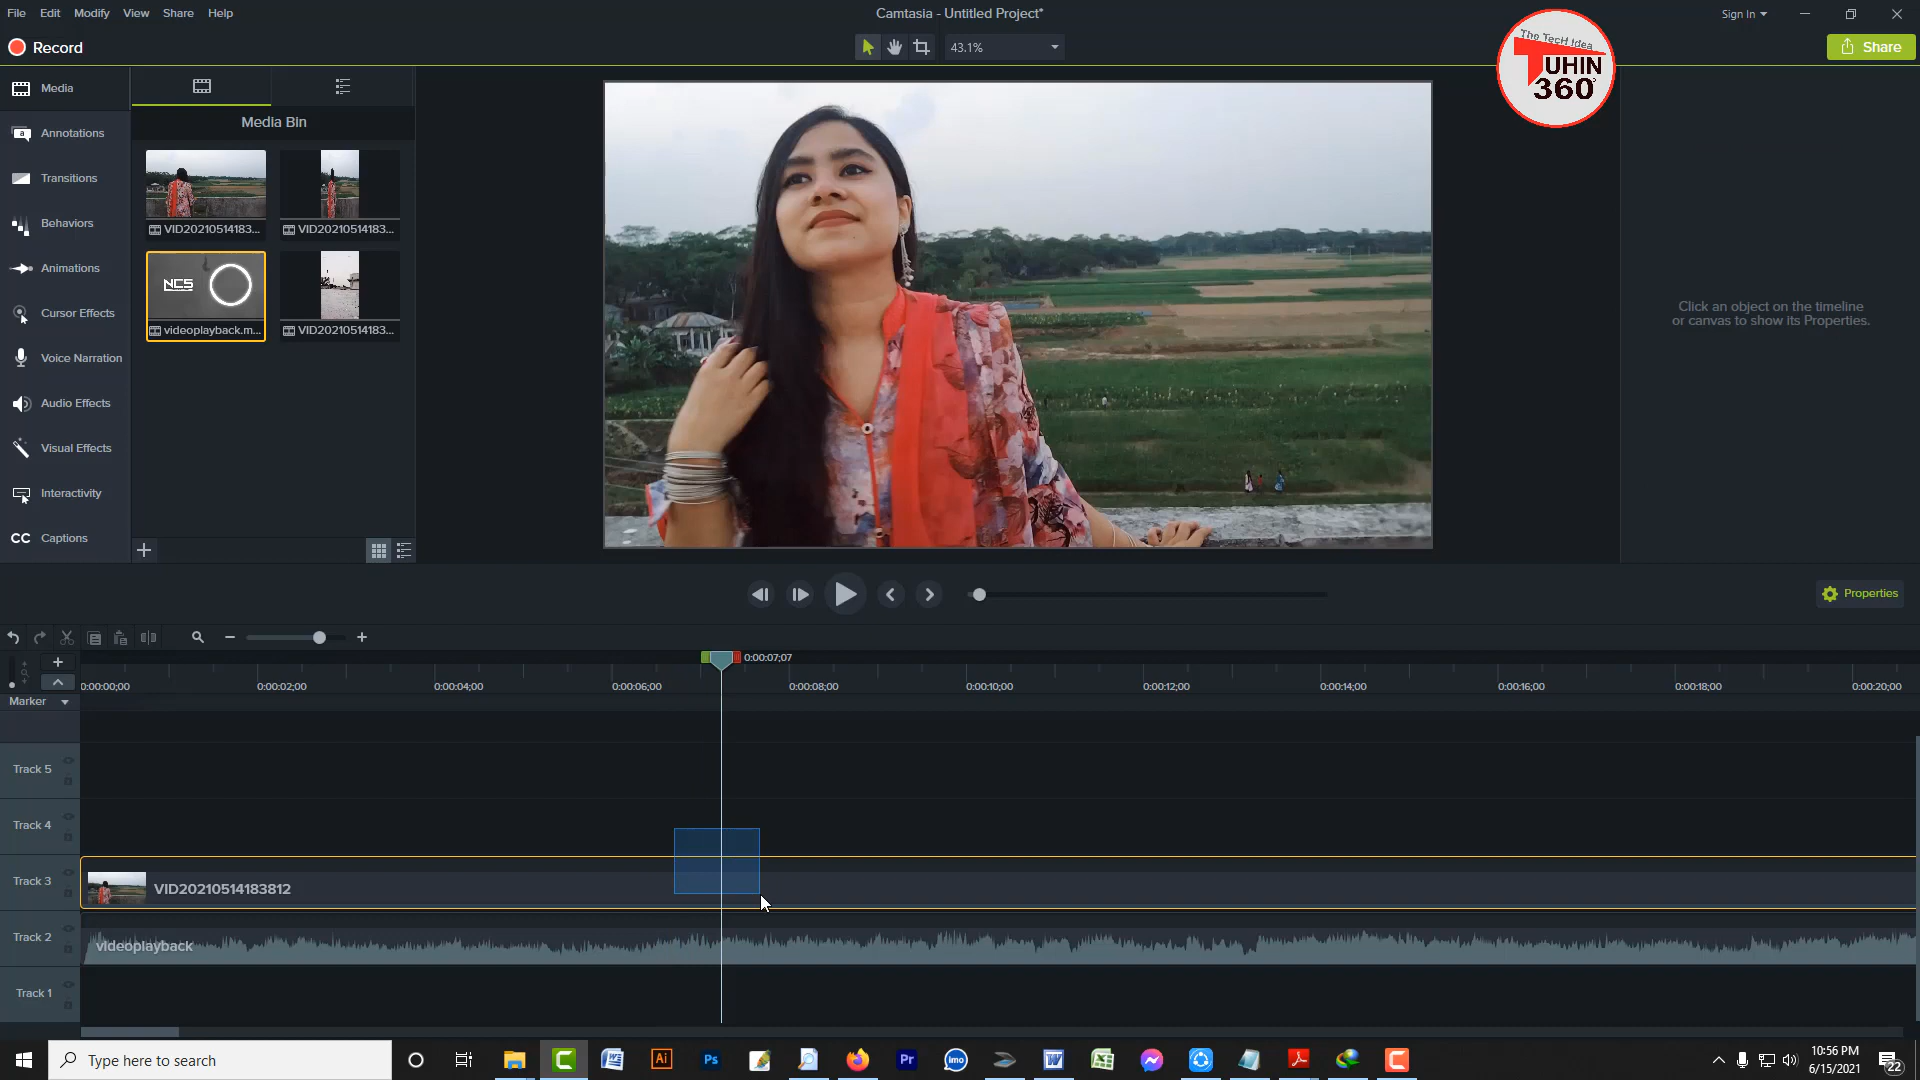 File Edit Modify View Share Help
Camtasia - Untitled Project*
Sign In
Record
43.1%
Share
The TecH Idea
TUHIN
360°
Media
Annotations
Transitions
Behaviors
Animations
Cursor Effects
Voice Narration
Audio Effects
Visual Effects
Interactivity
CC Captions
Media Bin
VID20210514183...
VID20210514183...
NCS
videoplayback.m...
VID20210514183...
Click an object on the timeline
or canvas to show its Properties.
Properties
0:00:07;07
0:00:00;00 0:00:02;00 0:00:04;00 0:00:06;00 0:00:08;00 0:00:10;00 0:00:12;00 0:00:14;00 0:00:16;00 0:00:18;00 0:00:20;00
Marker
Track 5
Track 4
Track 3
VID20210514183812
Track 2
videoplayback
Track 1
Type here to search
Ai
Ps
Pr
imo
W
10:56 PM
6/15/2021
22